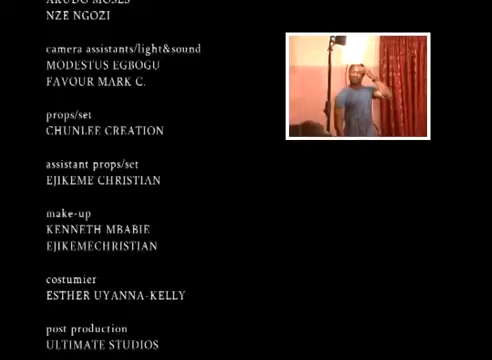 NZE NGOZI
camera assistants/light&sound
MODESTUS EGBOGU
FAVOUR MARK C.
props/set
CHUNLEE CREATION
assistant props/set
EJIKEME CHRISTIAN
make-up
KENNETH MBABIE
EJIKEMECHRISTIAN
costumier
ESTHER UYANNA-KELLY
post production
ULTIMATE STUDIOS